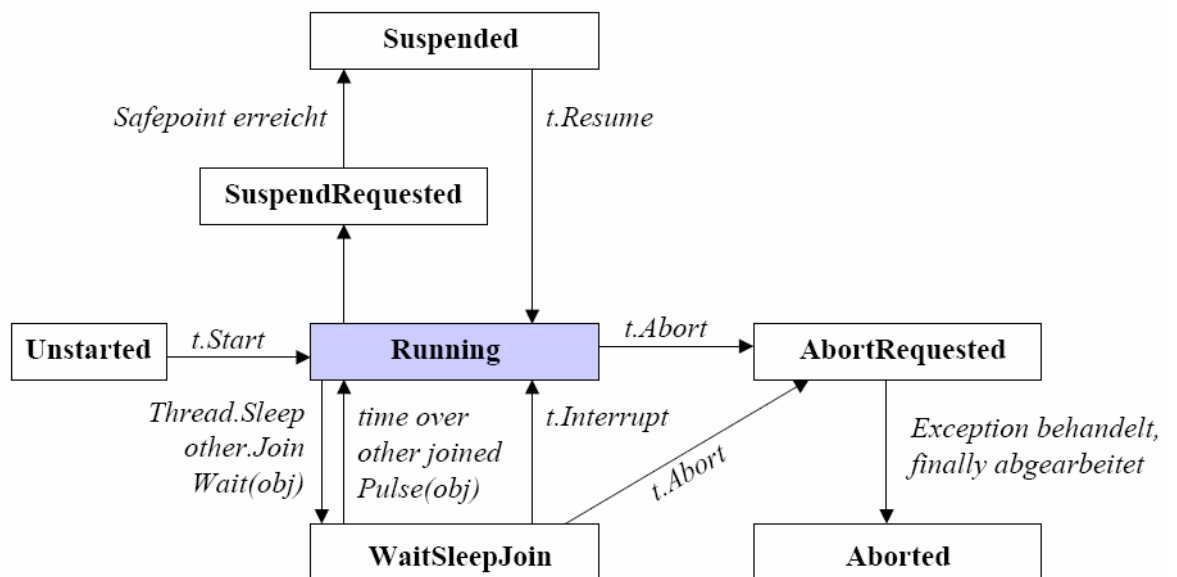 Suspended
Safepoint erreicht
t.Resume
SuspendRequested
Unstarted
t.Start
Running
t.Abort
AbortRequested
Thread.Sleep
other.Join
Wait(obj)
time over
other joined
Pulse(obj)
t.Interrupt
t.Abort
Exception behandelt,
finally abgearbeitet
WaitSleepJoin
Aborted